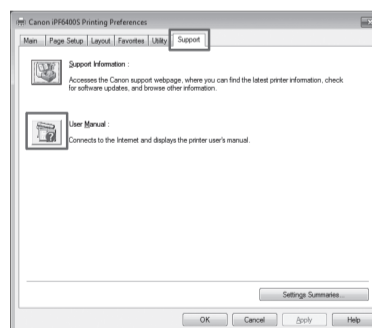 Canon iPF6400S Printing Preferences
Main Page Setup Layout Favorites Utility Support
Support Information :
Accesses the Canon support webpage, where you can find the latest printer information, check
for software updates, and browse other information.
User Manual :
Connects to the Internet and displays the printer user's manual.
Settings Summaries...
OK Cancel Apply Help